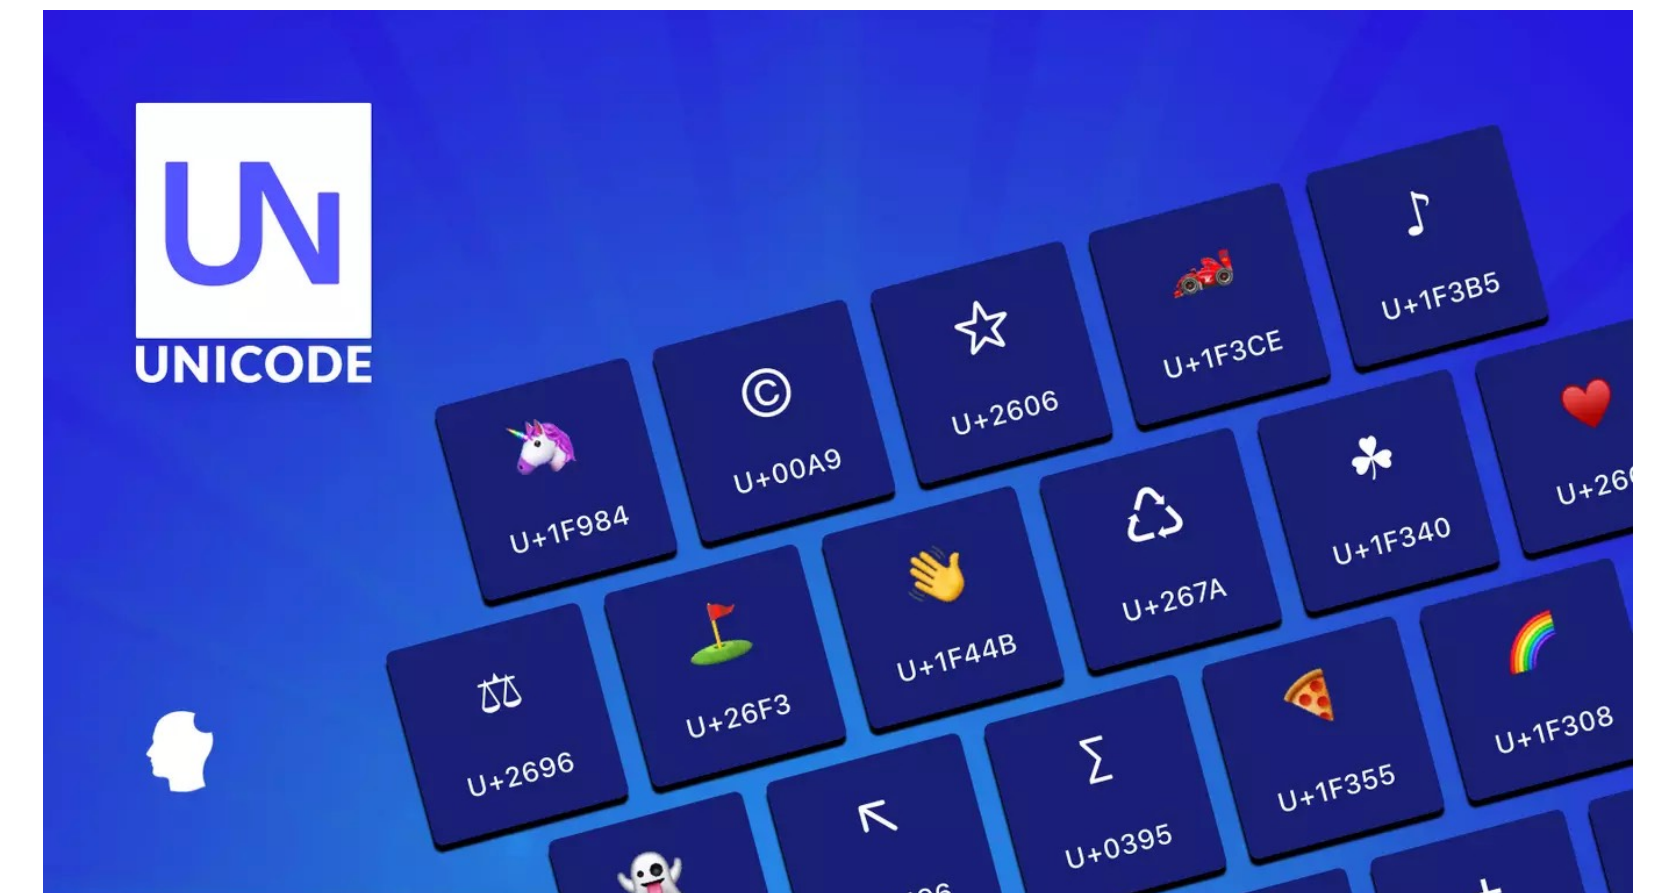 UN
UNICODE
♪
U+1F3B5
U+1F3CE
☆
U+2606
©
U+00A9
U+1F984
U+1F340
♺
U+267A
U+1F44B
U+26F3
⚖
U+2696
U+1F308
U+1F355
Σ
U+0395
↖